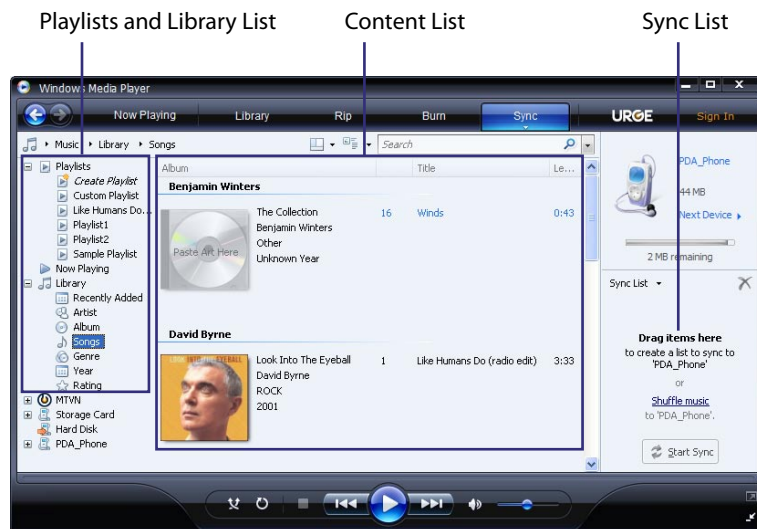 Playlists and Library List Content List Sync List
Windows Media Player
Now Playing Library Rip Burn Sync URGE Sign In
Music Library Songs Search
Playlists
Create Playlist
Custom Playlist
Like Humans Do...
Playlist1
Playlist2
Sample Playlist
Now Playing
Library
Recently Added
Artist
Album
Songs
Genre
Year
Rating
MTVN
Storage Card
Hard Disk
PDA_Phone
Album Title Le...
Benjamin Winters
Paste Art Here
The Collection 16 Winds 0:43
Benjamin Winters
Other
Unknown Year
David Byrne
LOOK INTO THE EYEBALL
Look Into The Eyeball 1 Like Humans Do (radio edit) 3:33
David Byrne
ROCK
2001
PDA_Phone
44 MB
Next Device
2 MB remaining
Sync List
Drag items here
to create a list to sync to
'PDA_Phone'
or
Shuffle music
to 'PDA_Phone'.
Start Sync